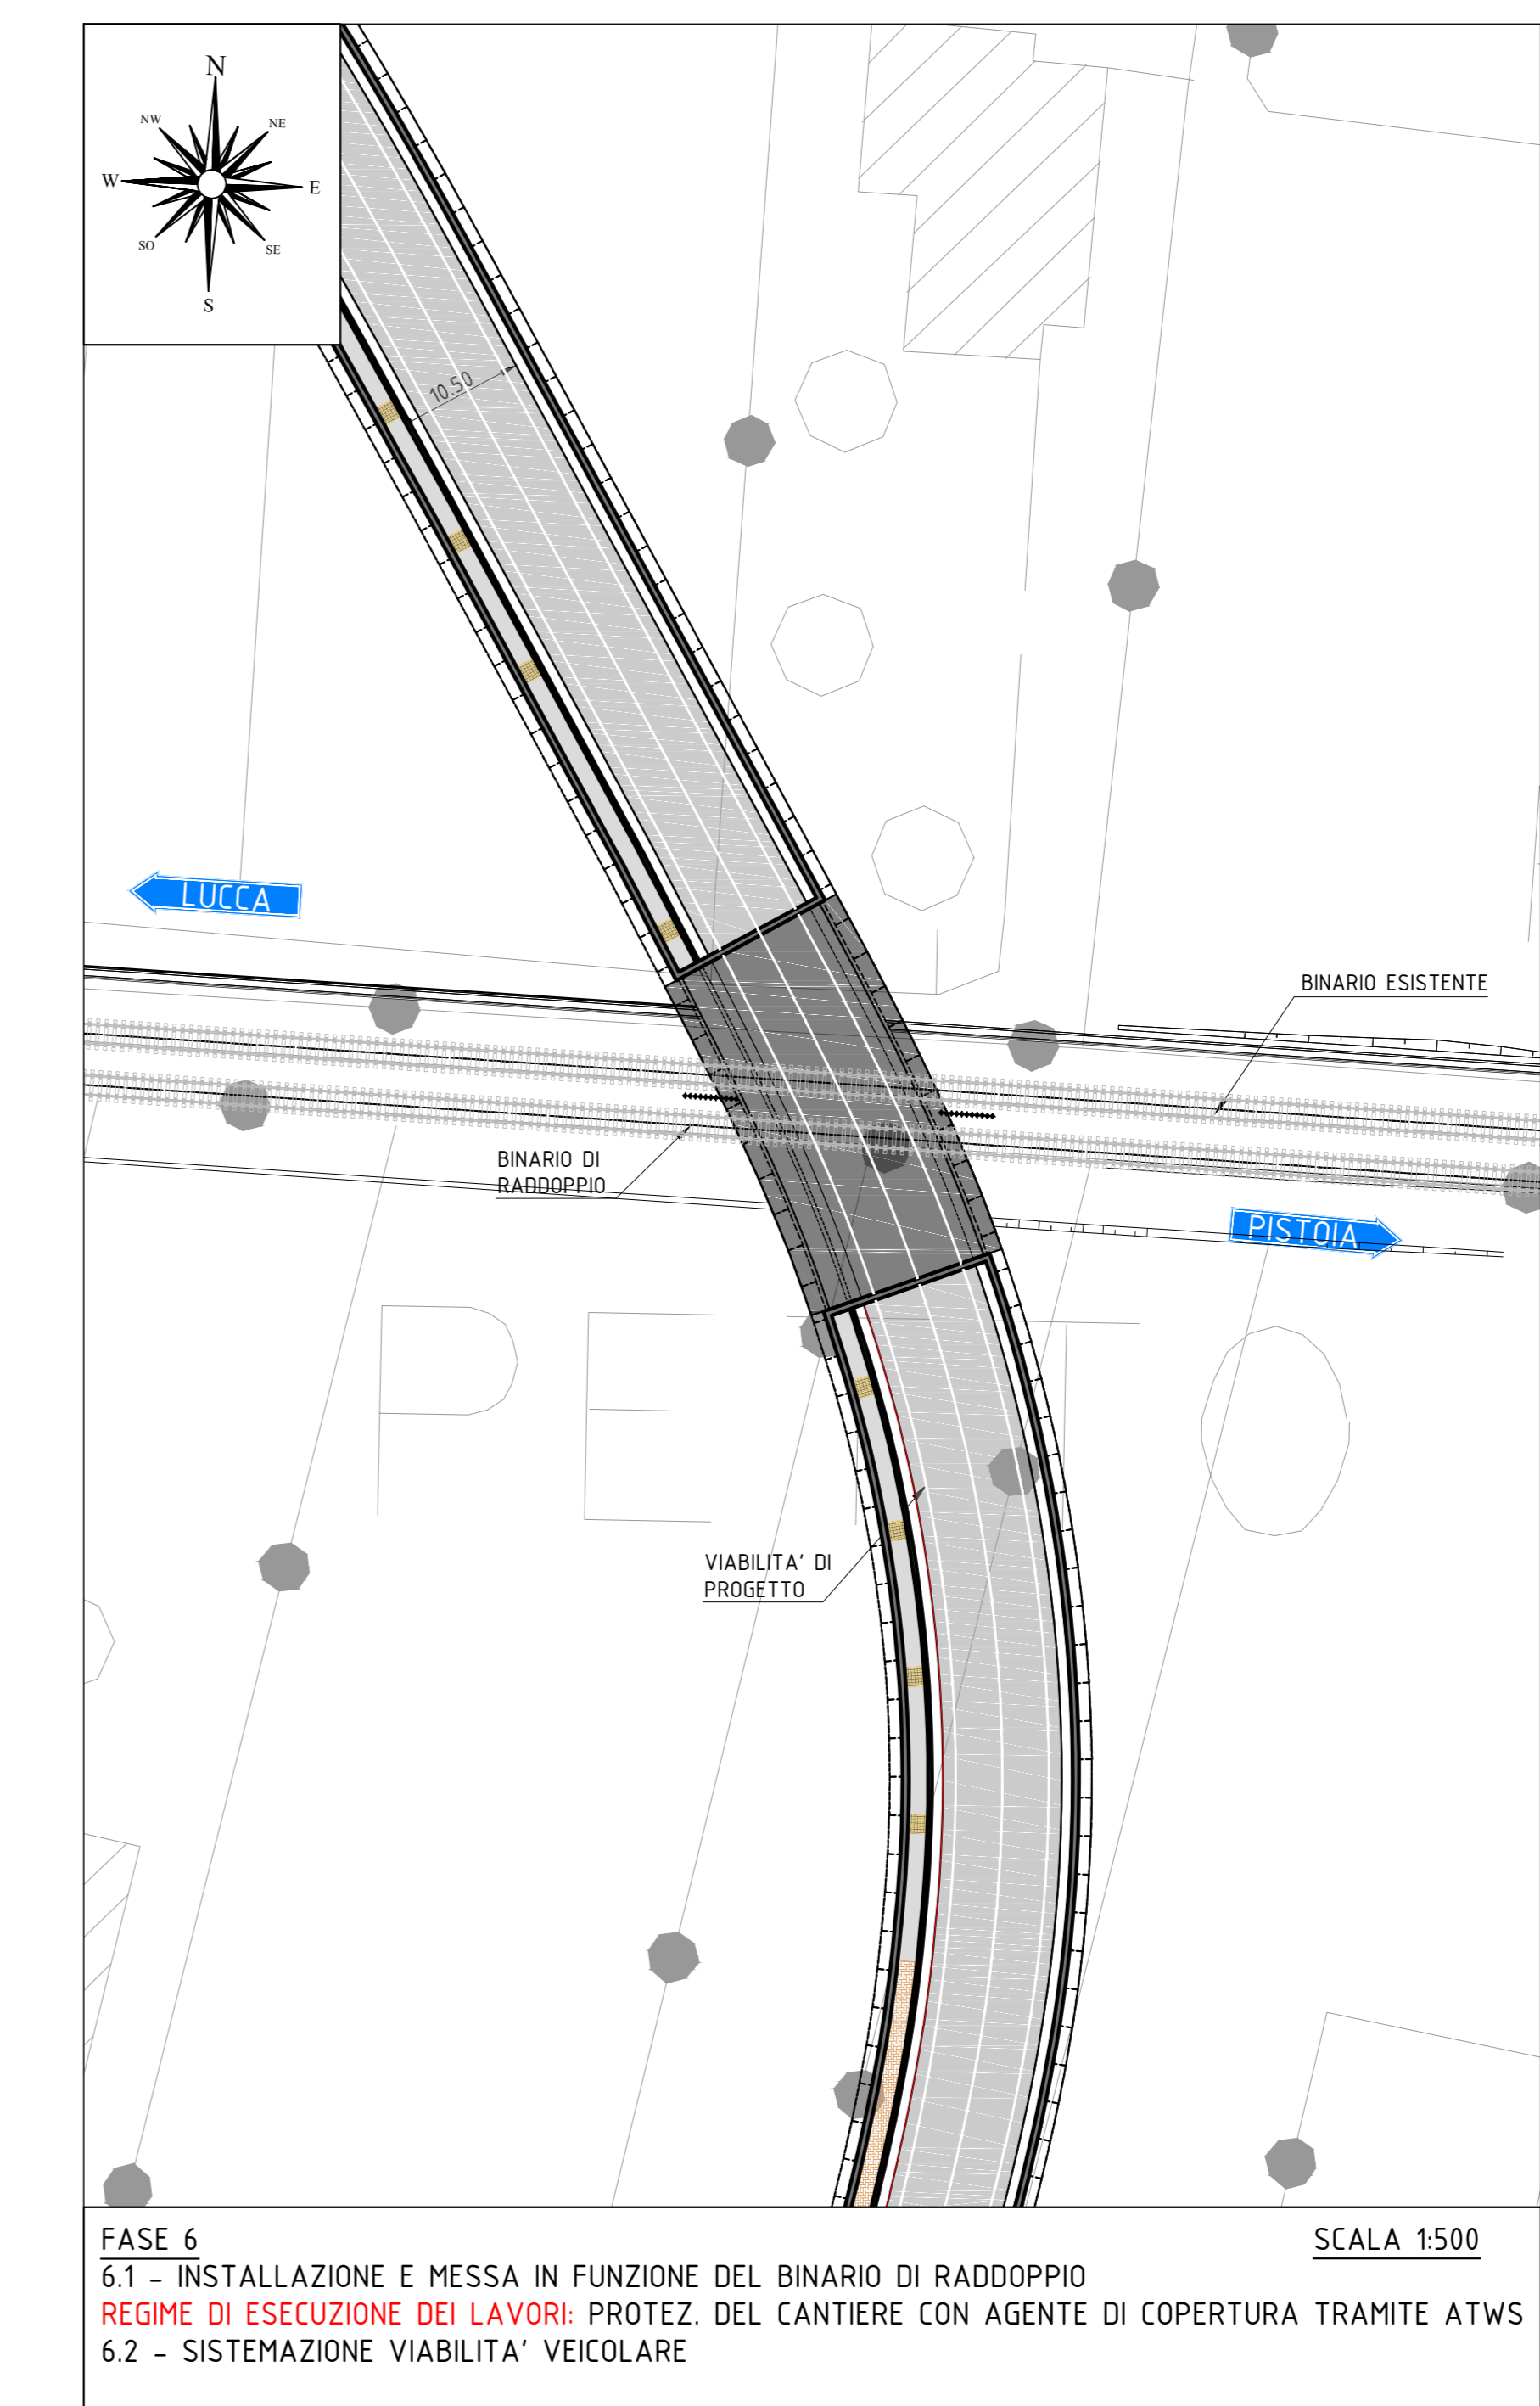 N
NW
NE
W
E
SO
SE
S
10.50
LUCCA
BINARIO ESISTENTE
BINARIO DI
RADDOPPIO
PISTOIA
P E T O
VIABILITA' DI
PROGETTO
FASE 6
SCALA 1:500
6.1 - INSTALLAZIONE E MESSA IN FUNZIONE DEL BINARIO DI RADDOPPIO
REGIME DI ESECUZIONE DEI LAVORI: PROTEZ. DEL CANTIERE CON AGENTE DI COPERTURA TRAMITE ATWS
6.2 - SISTEMAZIONE VIABILITA' VEICOLARE